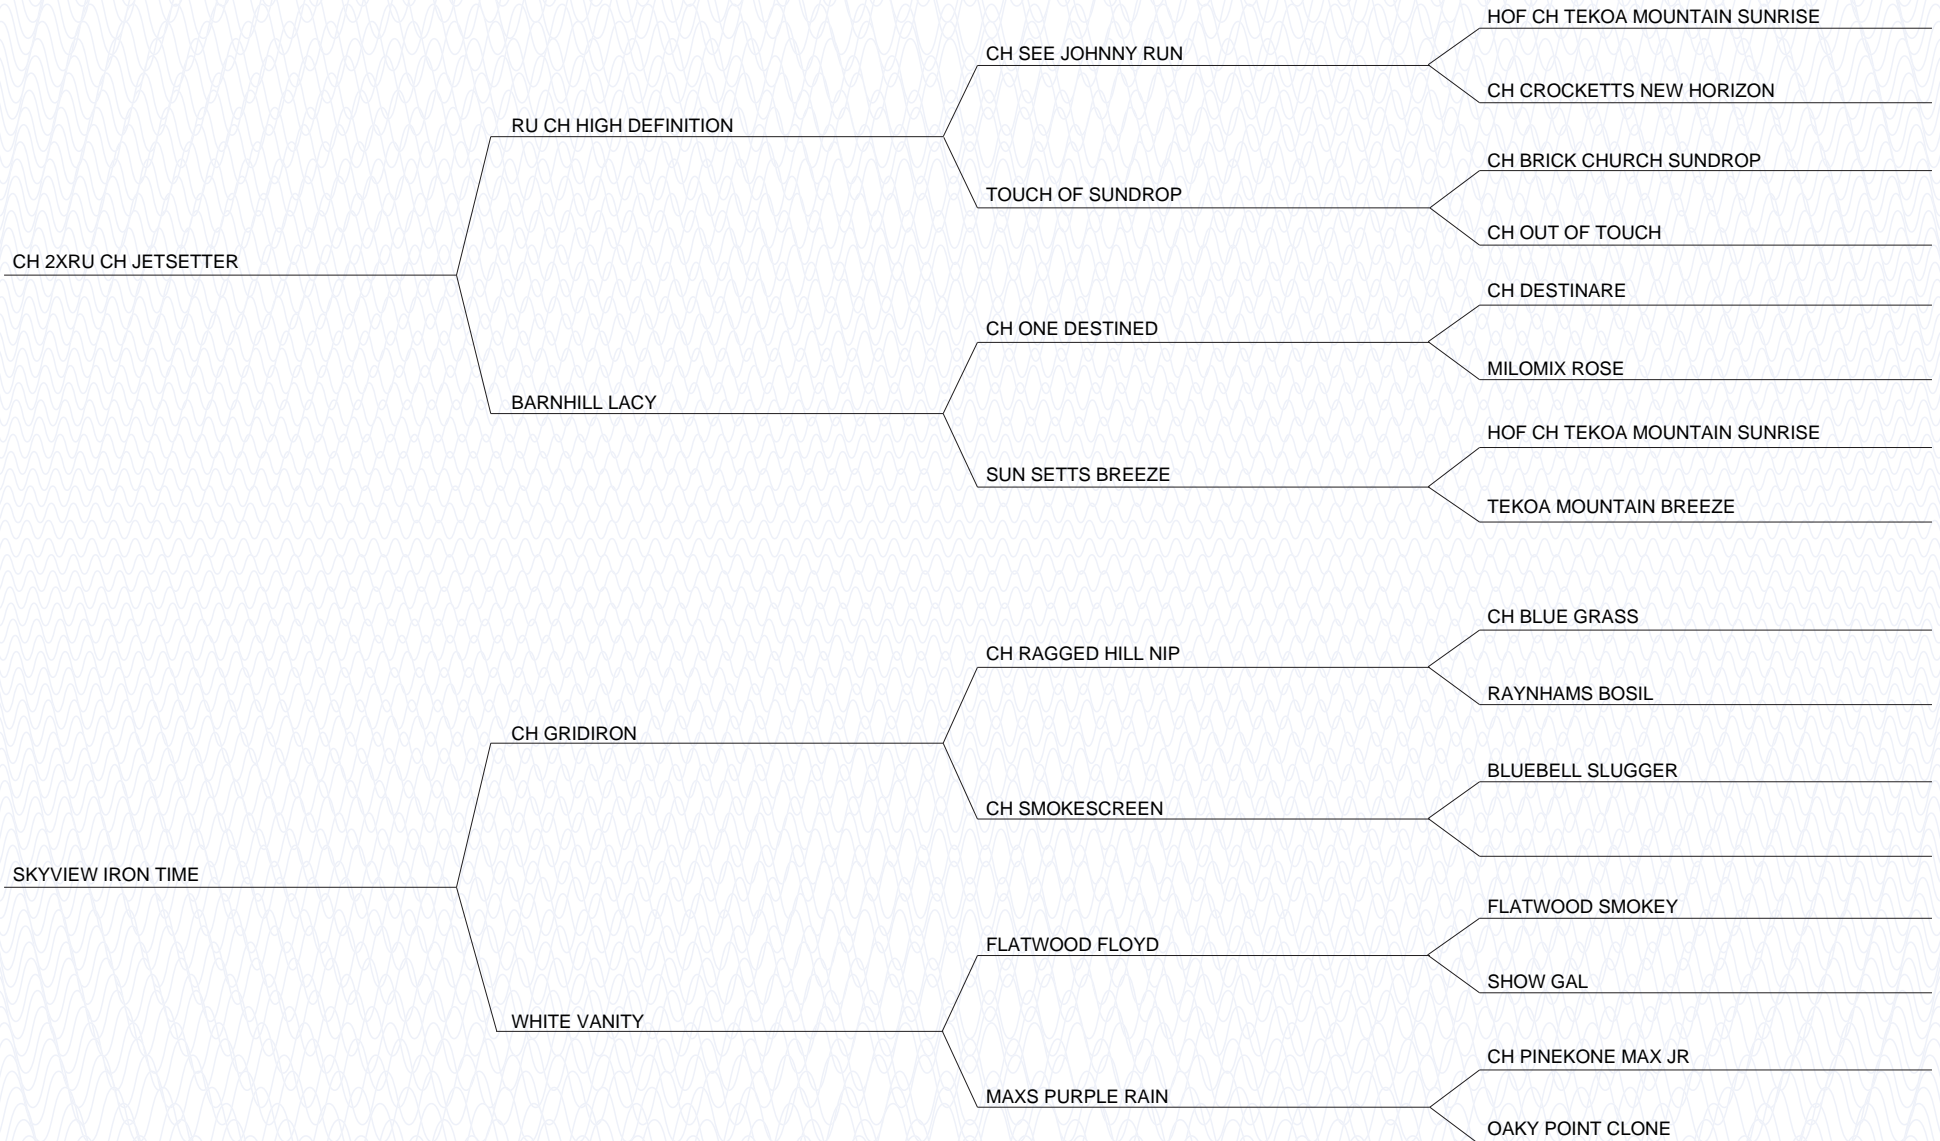 HOF CH TEKOA MOUNTAIN SUNRISE
CH SEE JOHNNY RUN
CH CROCKETTS NEW HORIZON
RU CH HIGH DEFINITION
CH BRICK CHURCH SUNDROP
TOUCH OF SUNDROP
CH OUT OF TOUCH
CH 2XRU CH JETSETTER
CH DESTINARE
CH ONE DESTINED
MILOMIX ROSE
BARNHILL LACY
HOF CH TEKOA MOUNTAIN SUNRISE
SUN SETTS BREEZE
TEKOA MOUNTAIN BREEZE
CH BLUE GRASS
CH RAGGED HILL NIP
RAYNHAMS BOSIL
CH GRIDIRON
BLUEBELL SLUGGER
CH SMOKESCREEN
SKYVIEW IRON TIME
FLATWOOD SMOKEY
FLATWOOD FLOYD
SHOW GAL
WHITE VANITY
CH PINEKONE MAX JR
MAXS PURPLE RAIN
OAKY POINT CLONE